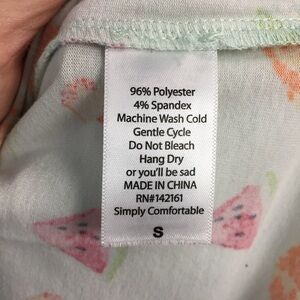 96% Polyester
4% Spandex
Machine Wash Cold
Gentle Cycle
Do Not Bleach
Hang Dry
or you'll be sad
MADE IN CHINA
RN#142161
Simply Comfortable
S